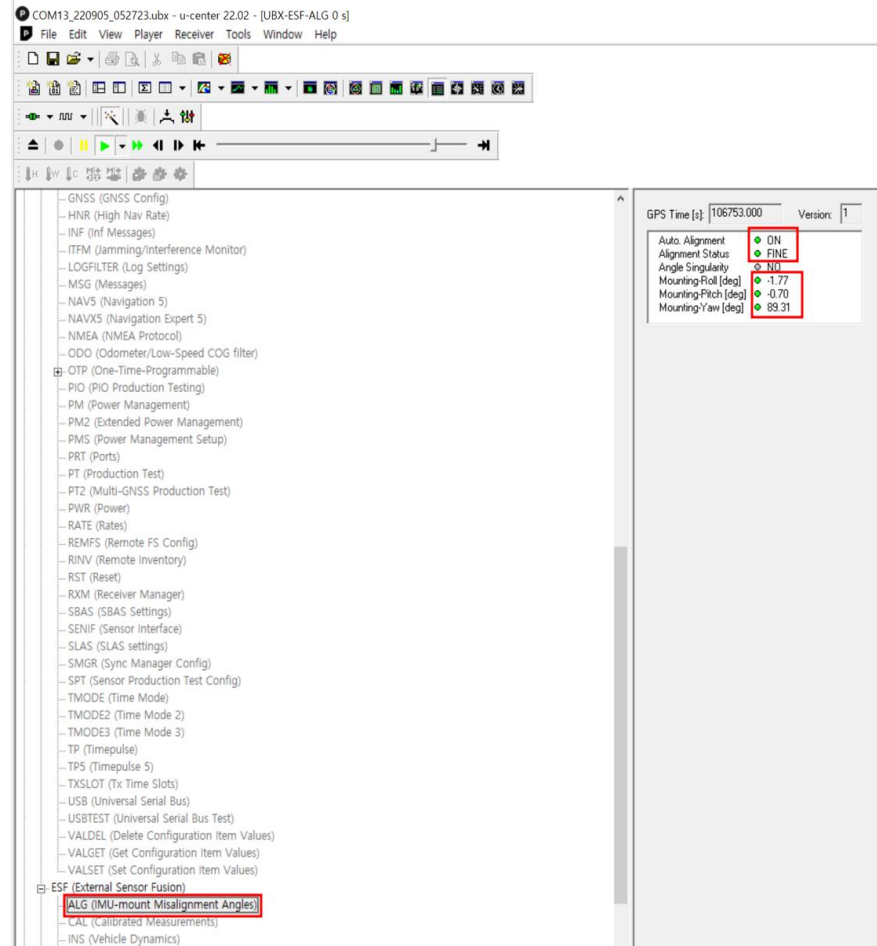 COM13_220905_052723.ubx - u-center 22.02 - [UBX-ESF-ALG 0 s]
File Edit View Player Receiver Tools Window Help
GNSS (GNSS Config)
HNR (High Nav Rate)
INF (Inf Messages)
ITFM (Jamming/Interference Monitor)
LOGFILTER (Log Settings)
MSG (Messages)
NAV5 (Navigation 5)
NAVX5 (Navigation Expert 5)
NMEA (NMEA Protocol)
ODO (Odometer/Low-Speed COG filter)
OTP (One-Time-Programmable)
PIO (PIO Production Testing)
PM (Power Management)
PM2 (Extended Power Management)
PMS (Power Management Setup)
PRT (Ports)
PT (Production Test)
PT2 (Multi-GNSS Production Test)
PWR (Power)
RATE (Rates)
REMFS (Remote FS Config)
RINV (Remote Inventory)
RST (Reset)
RXM (Receiver Manager)
SBAS (SBAS Settings)
SENIF (Sensor Interface)
SLAS (SLAS settings)
SMGR (Sync Manager Config)
SPT (Sensor Production Test Config)
TMODE (Time Mode)
TMODE2 (Time Mode 2)
TMODE3 (Time Mode 3)
TP (Timepulse)
TP5 (Timepulse 5)
TXSLOT (Tx Time Slots)
USB (Universal Serial Bus)
USBTEST (Universal Serial Bus Test)
VALDEL (Delete Configuration Item Values)
VALGET (Get Configuration Item Values)
VALSET (Set Configuration Item Values)
ESF (External Sensor Fusion)
ALG (IMU-mount Misalignment Angles)
CAL (Calibrated Measurements)
INS (Vehicle Dynamics)
GPS Time [s]: 106753.000 Version: 1
Auto. Alignment ON
Alignment Status FINE
Angle Singularity NO
Mounting-Roll [deg] -1.77
Mounting-Pitch [deg] -0.70
Mounting-Yaw [deg] 89.31